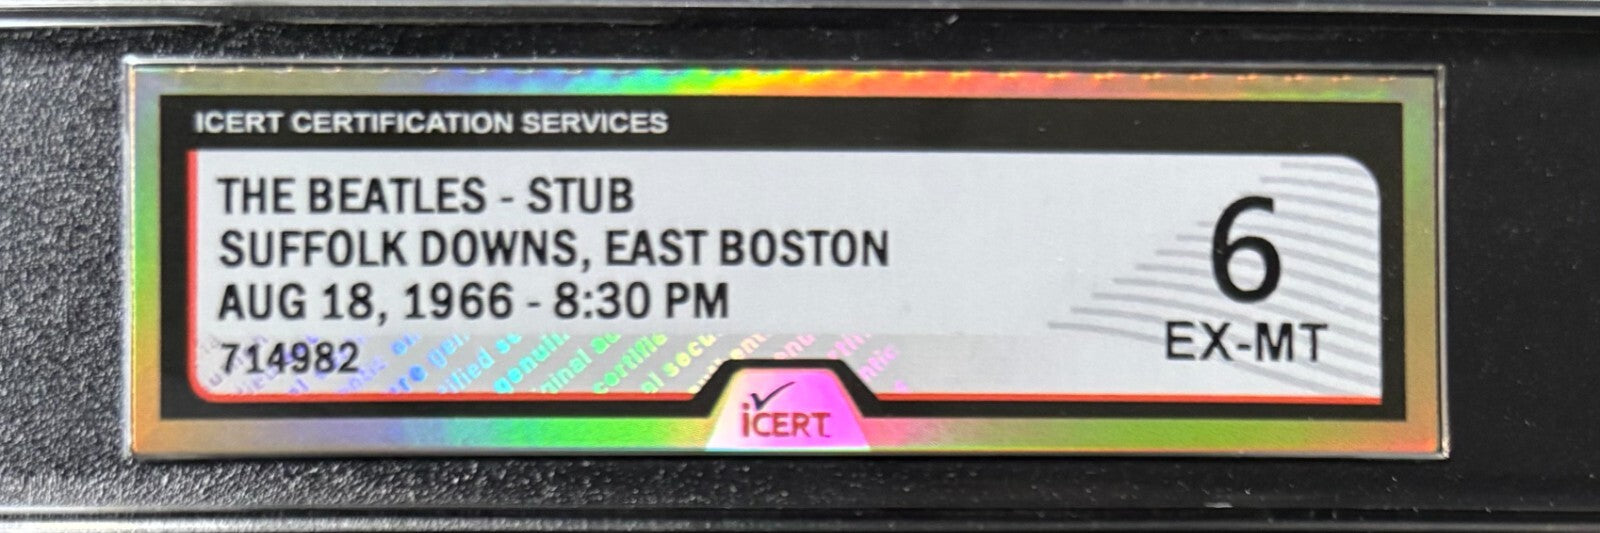 ICERT CERTIFICATION SERVICES
THE BEATLES - STUB
SUFFOLK DOWNS, EAST BOSTON
AUG 18, 1966 - 8:30 PM
714982
6
EX-MT
iCERT